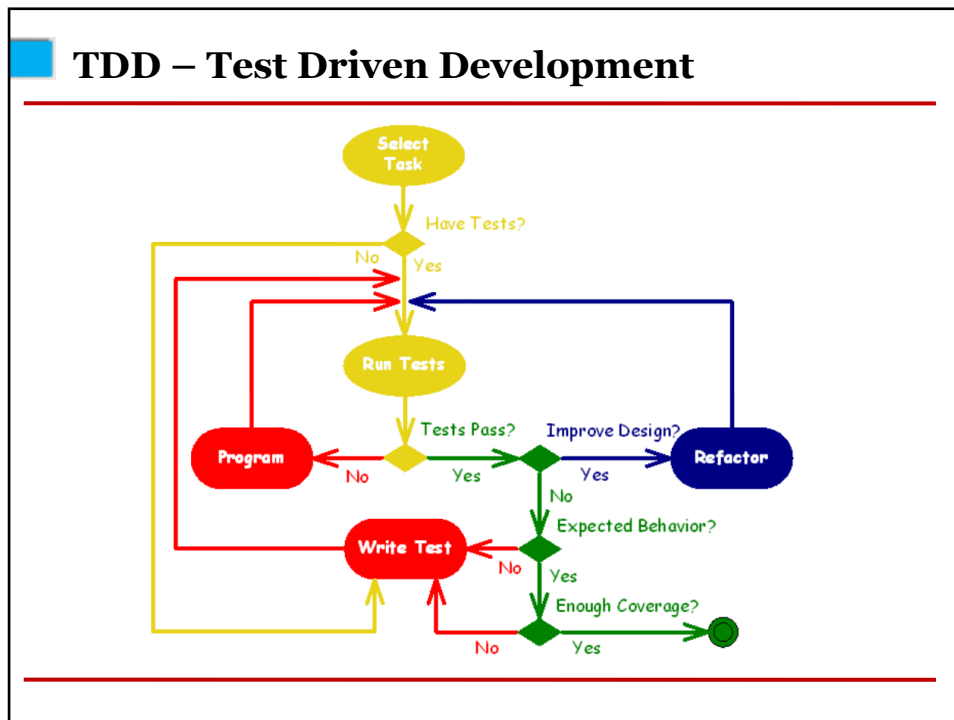 TDD – Test Driven Development
Select
Task
Have Tests?
No
Yes
Run Tests
Tests Pass?
Improve Design?
Program
No
Yes
Yes
Refactor
No
Expected Behavior?
Write Test
No
Yes
Enough Coverage?
No
Yes